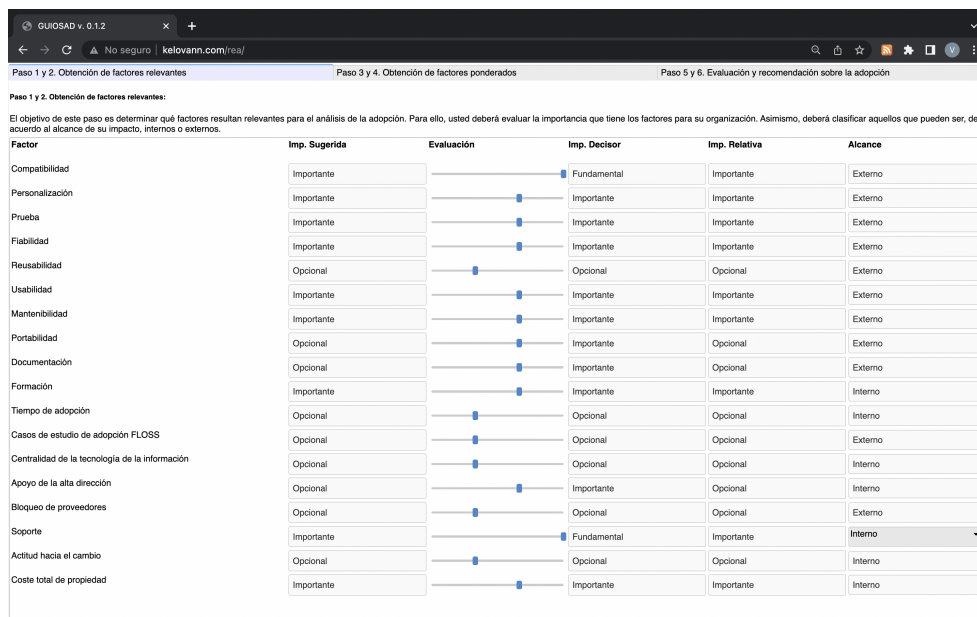 GUIOSAD v. 0.1.2
No seguro kelovann.com/rea/
V
Paso 1 y 2. Obtención de factores relevantes Paso 3 y 4. Obtención de factores ponderados Paso 5 y 6. Evaluación y recomendación sobre la adopción
Paso 1 y 2. Obtención de factores relevantes:
El objetivo de este paso es determinar qué factores resultan relevantes para el análisis de la adopción. Para ello, usted deberá evaluar la importancia que tiene los factores para su organización. Asimismo, deberá clasificar aquellos que pueden ser, de
acuerdo al alcance de su impacto, internos o externos.
Factor Imp. Sugerida Evaluación Imp. Decisor Imp. Relativa Alcance
Compatibilidad Importante Fundamental Importante Externo
Personalización Importante Importante Importante Externo
Prueba Importante Importante Importante Externo
Fiabilidad Importante Importante Importante Externo
Reusabilidad Opcional Opcional Opcional Externo
Usabilidad Importante Importante Importante Externo
Mantenibilidad Importante Importante Importante Externo
Portabilidad Opcional Importante Opcional Externo
Documentación Opcional Importante Opcional Externo
Formación Importante Importante Importante Interno
Tiempo de adopción Opcional Opcional Opcional Interno
Casos de estudio de adopción FLOSS Opcional Opcional Opcional Externo
Centralidad de la tecnología de la información Opcional Opcional Opcional Interno
Apoyo de la alta dirección Opcional Importante Opcional Interno
Bloqueo de proveedores Opcional Opcional Opcional Externo
Soporte Importante Fundamental Importante Interno
Actitud hacia el cambio Opcional Opcional Opcional Interno
Coste total de propiedad Importante Importante Importante Interno